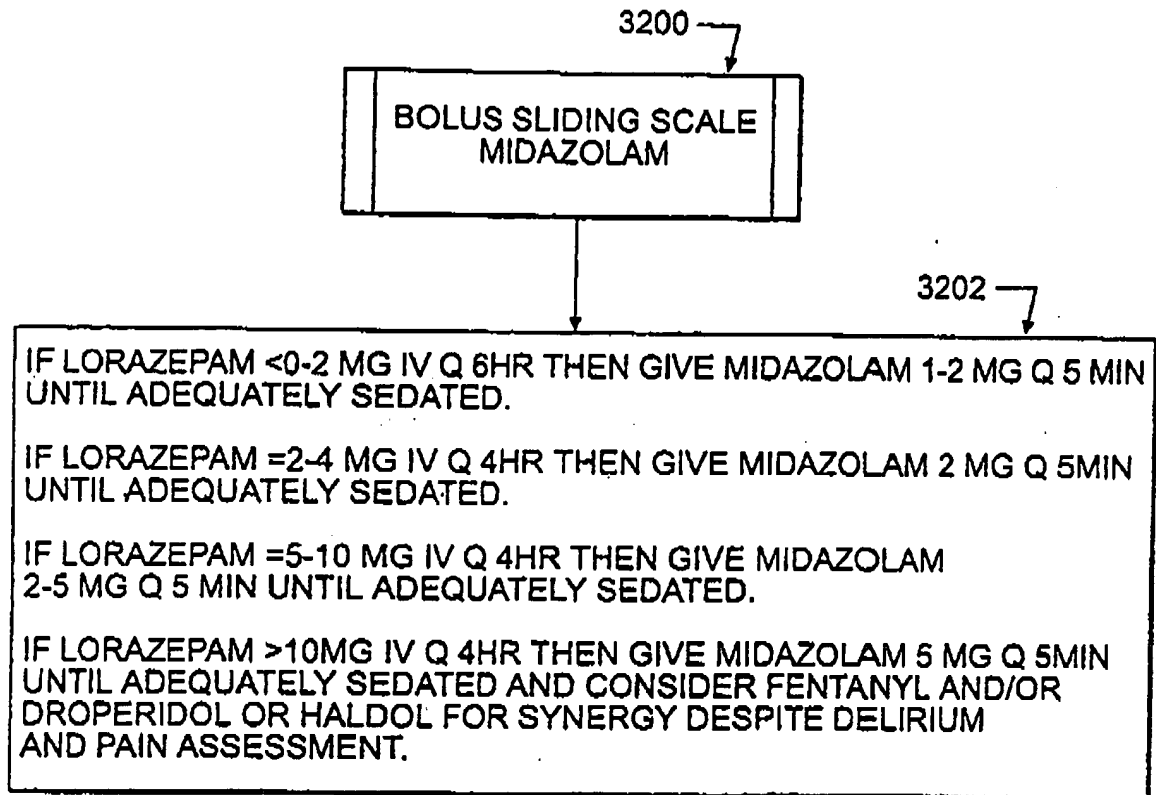 3200
BOLUS SLIDING SCALE
MIDAZOLAM
3202
IF LORAZEPAM <0-2 MG IV Q 6HR THEN GIVE MIDAZOLAM 1-2 MG Q 5 MIN
UNTIL ADEQUATELY SEDATED.
IF LORAZEPAM =2-4 MG IV Q 4HR THEN GIVE MIDAZOLAM 2 MG Q 5MIN
UNTIL ADEQUATELY SEDATED.
IF LORAZEPAM =5-10 MG IV Q 4HR THEN GIVE MIDAZOLAM
2-5 MG Q 5 MIN UNTIL ADEQUATELY SEDATED.
IF LORAZEPAM >10MG IV Q 4HR THEN GIVE MIDAZOLAM 5 MG Q 5MIN
UNTIL ADEQUATELY SEDATED AND CONSIDER FENTANYL AND/OR
DROPERIDOL OR HALDOL FOR SYNERGY DESPITE DELIRIUM
AND PAIN ASSESSMENT.